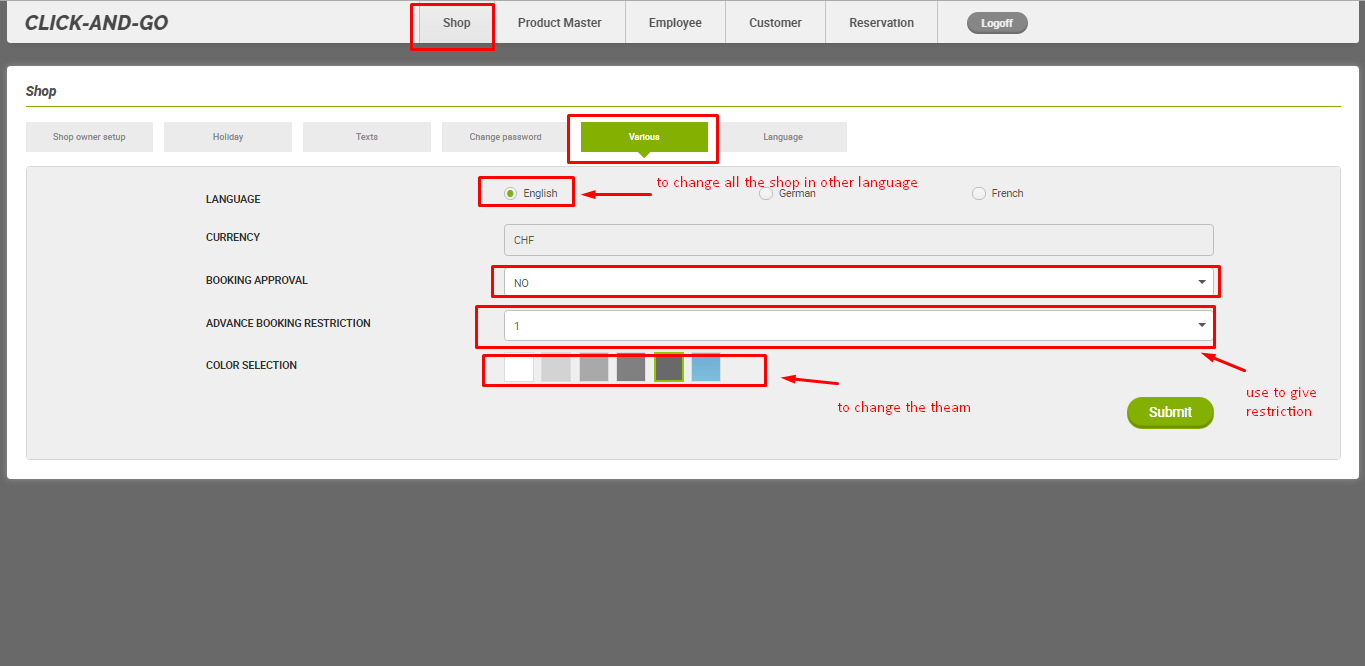 CLICK-AND-GO
Shop
Product Master
Employee
Customer
Reservation
Logoff
Shop
Shop owner setup
Holiday
Texts
Change password
Various
Language
to change all the shop in other language
LANGUAGE
English
German
French
CURRENCY
CHF
BOOKING APPROVAL
NO
ADVANCE BOOKING RESTRICTION
1
COLOR SELECTION
to change the theam
use to give
restriction
Submit